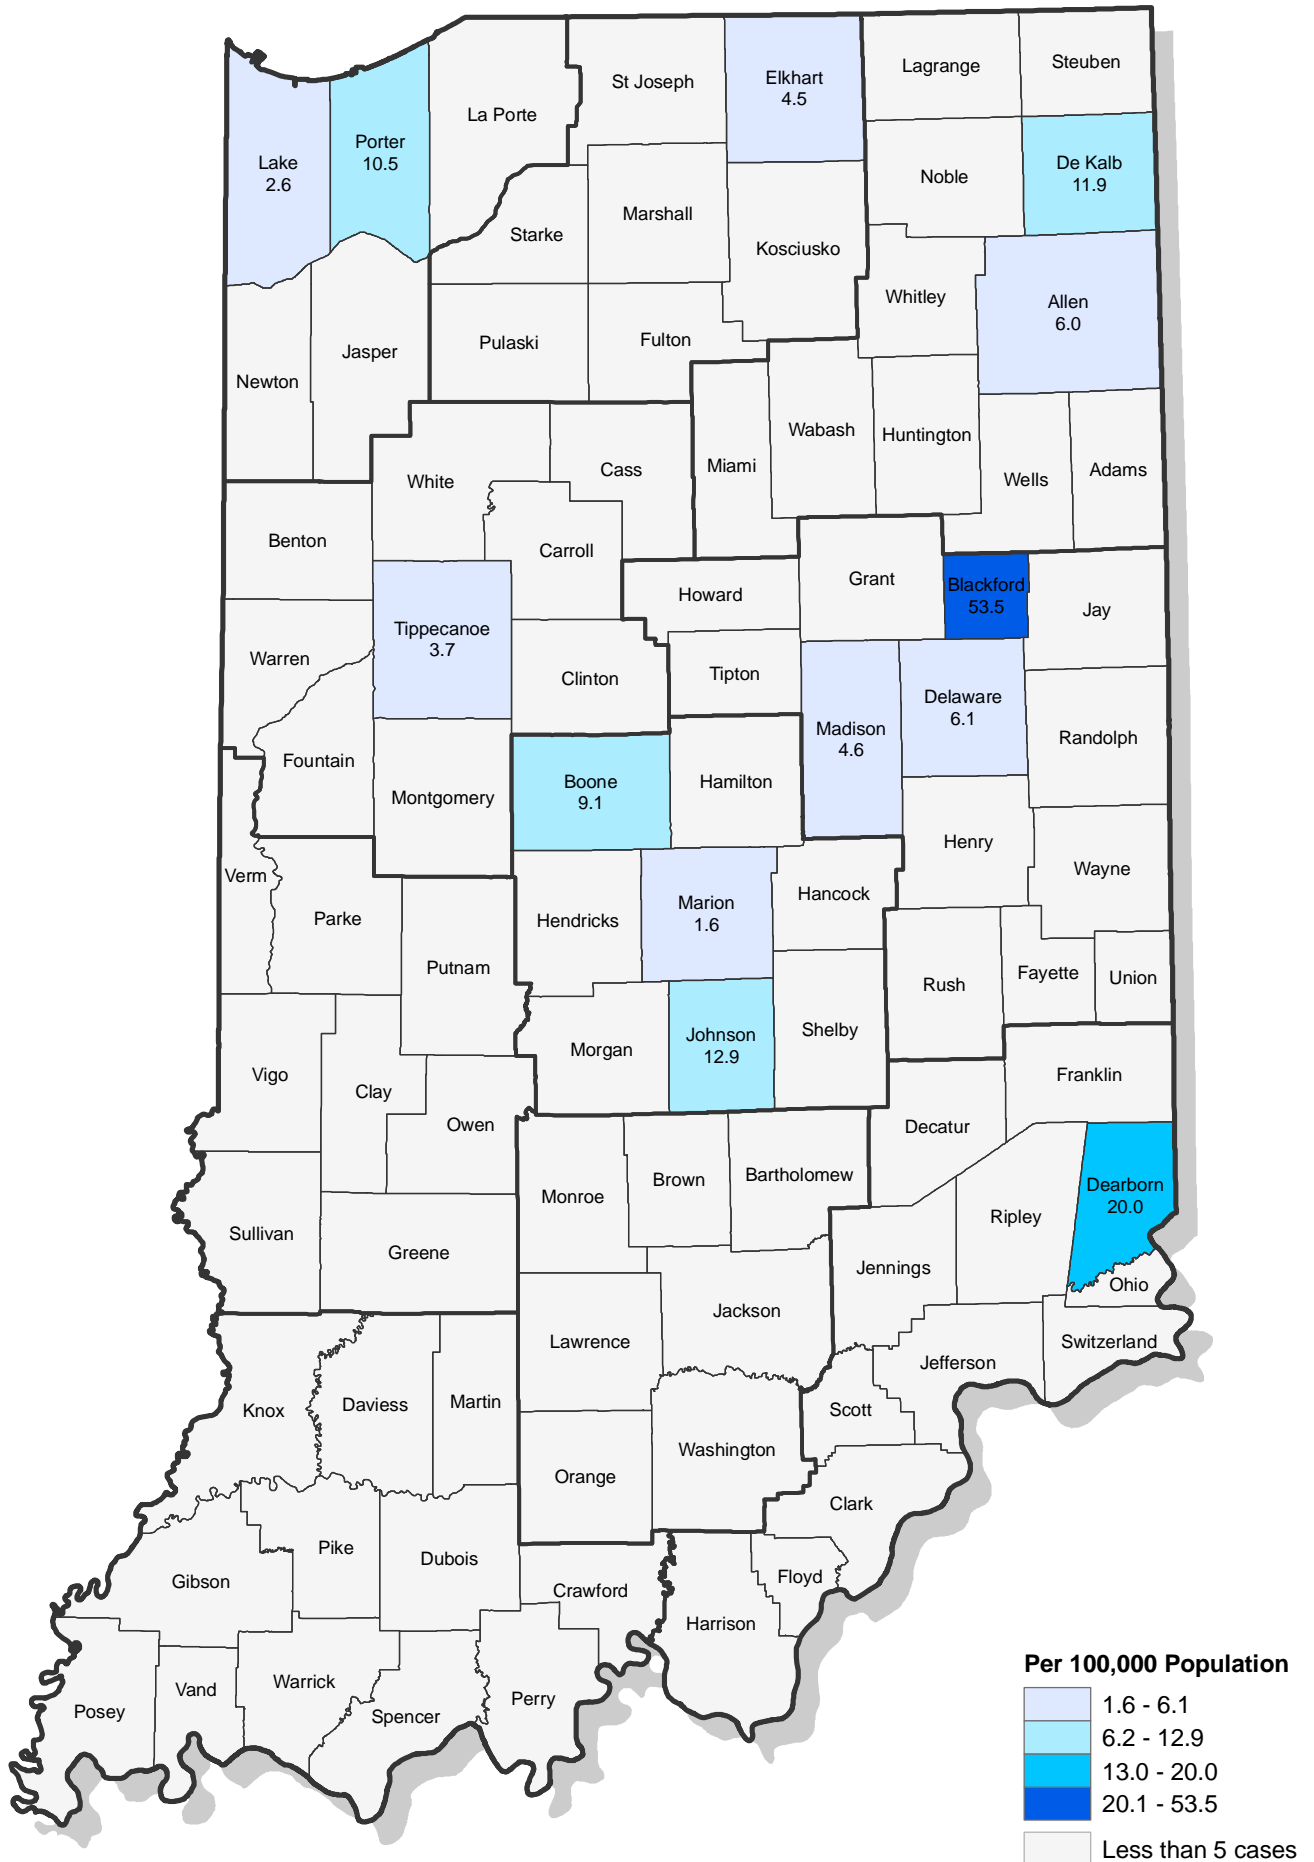 Lake
2.6
Porter
10.5
La Porte
St Joseph
Elkhart
4.5
Lagrange
Steuben
Noble
De Kalb
11.9
Starke
Marshall
Kosciusko
Whitley
Allen
6.0
Newton
Jasper
Pulaski
Fulton
Miami
Wabash
Huntington
Wells
Adams
White
Cass
Benton
Carroll
Howard
Grant
Blackford
53.5
Jay
Warren
Tippecanoe
3.7
Clinton
Tipton
Madison
4.6
Delaware
6.1
Randolph
Fountain
Montgomery
Boone
9.1
Hamilton
Henry
Wayne
Verm
Parke
Putnam
Hendricks
Marion
1.6
Hancock
Rush
Fayette
Union
Vigo
Clay
Owen
Morgan
Johnson
12.9
Shelby
Franklin
Decatur
Sullivan
Greene
Monroe
Brown
Bartholomew
Ripley
Dearborn
20.0
Ohio
Jennings
Jackson
Lawrence
Switzerland
Jefferson
Knox
Daviess
Martin
Scott
Orange
Washington
Clark
Gibson
Pike
Dubois
Crawford
Floyd
Harrison
Posey
Vand
Warrick
Spencer
Perry
Per 100,000 Population
1.6 - 6.1
6.2 - 12.9
13.0 - 20.0
20.1 - 53.5
Less than 5 cases